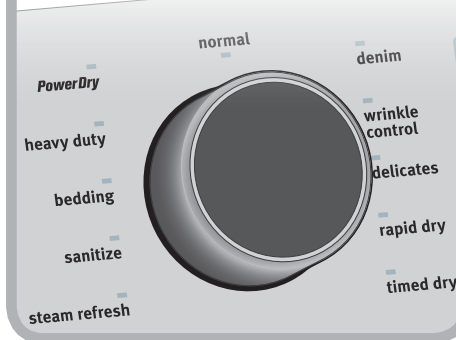 normal
PowerDry
heavy duty
bedding
sanitize
steam refresh
denim
wrinkle
control
delicates
rapid dry
timed dry